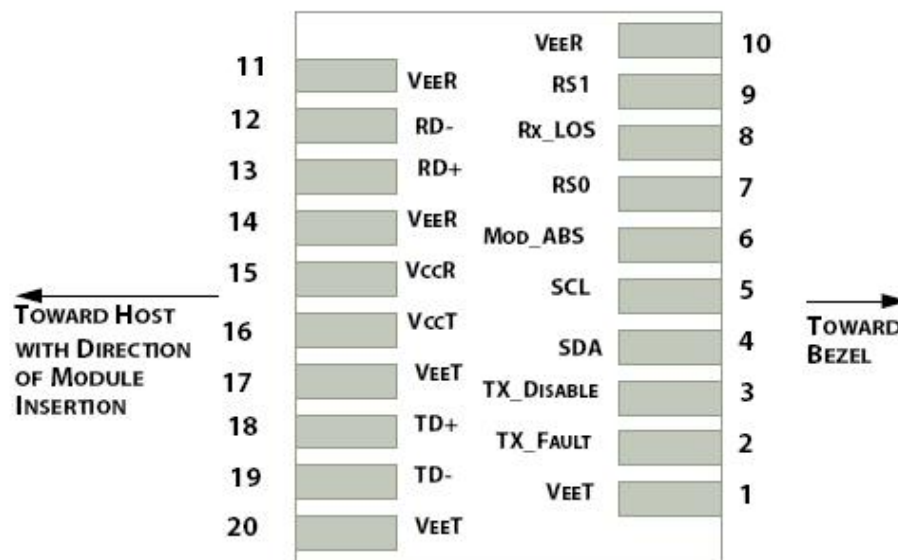 VEER 10
11 VEER
RS1 9
12 RD-
Rx_LOS 8
13 RD+
RS0 7
14 VEER
MOD_ABS 6
15 VCCR
SCL 5
16 VCCT
SDA 4
17 VEET
TX_DISABLE 3
18 TD+
TX_FAULT 2
19 TD-
VEET 1
20 VEET
TOWARD HOST
WITH DIRECTION
OF MODULE
INSERTION
TOWARD
BEZEL